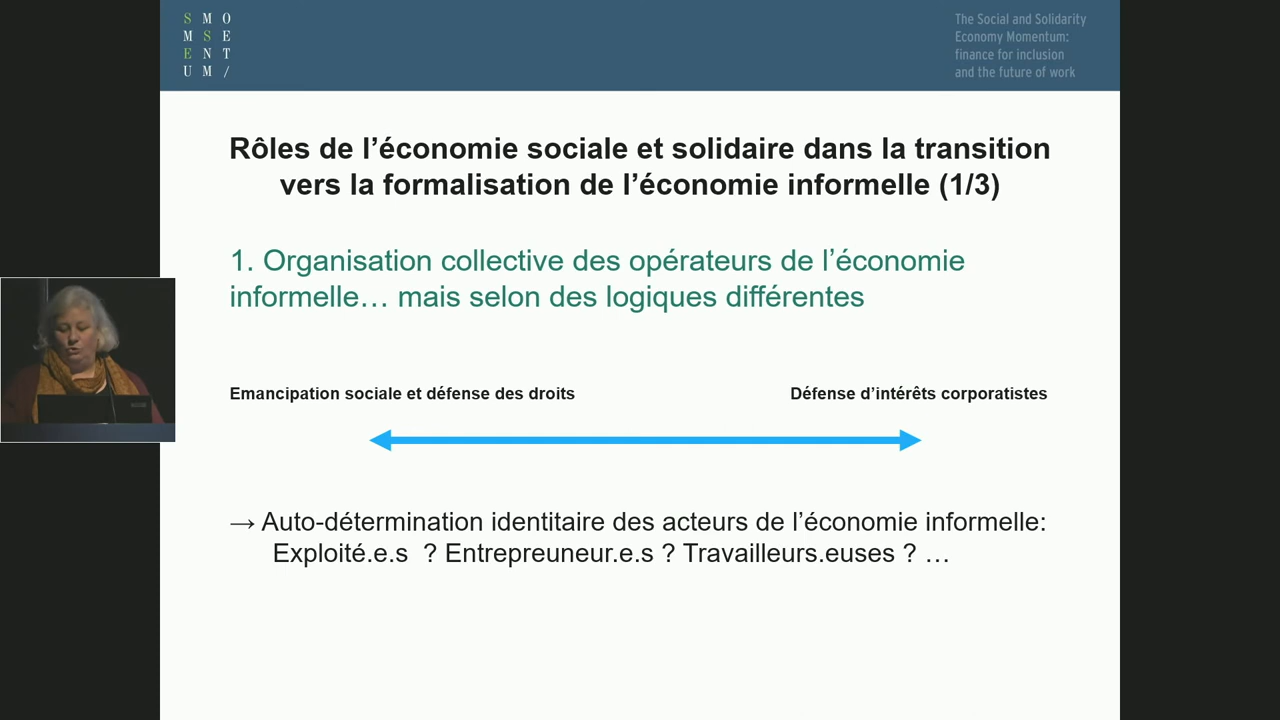 S M O
M S E
E N T
U M /
The Social and Solidarity
Economy Momentum:
finance for inclusion
and the future of work
Rôles de l’économie sociale et solidaire dans la transition
vers la formalisation de l’économie informelle (1/3)
1. Organisation collective des opérateurs de l’économie
informelle… mais selon des logiques différentes
Emancipation sociale et défense des droits
Défense d’intérêts corporatistes
→ Auto-détermination identitaire des acteurs de l’économie informelle:
Exploité.e.s ? Entrepreuneur.e.s ? Travailleurs.euses ? …